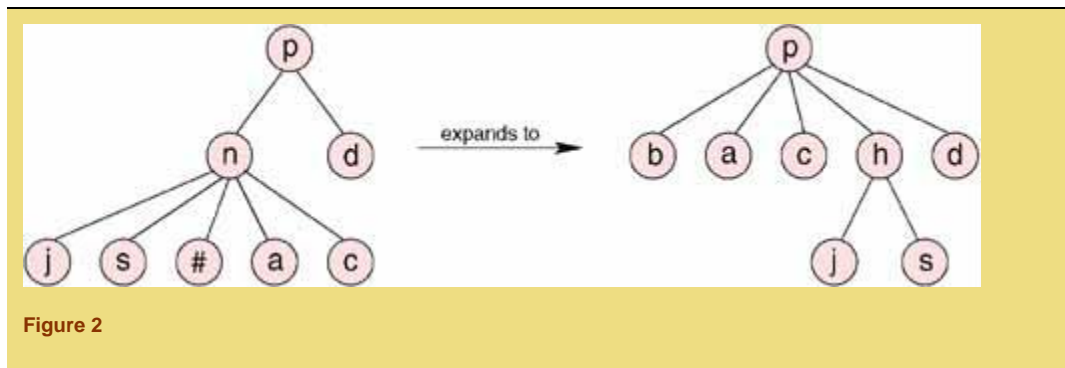 p p
expands to
n d b a c h d
j s # a c j s
Figure 2